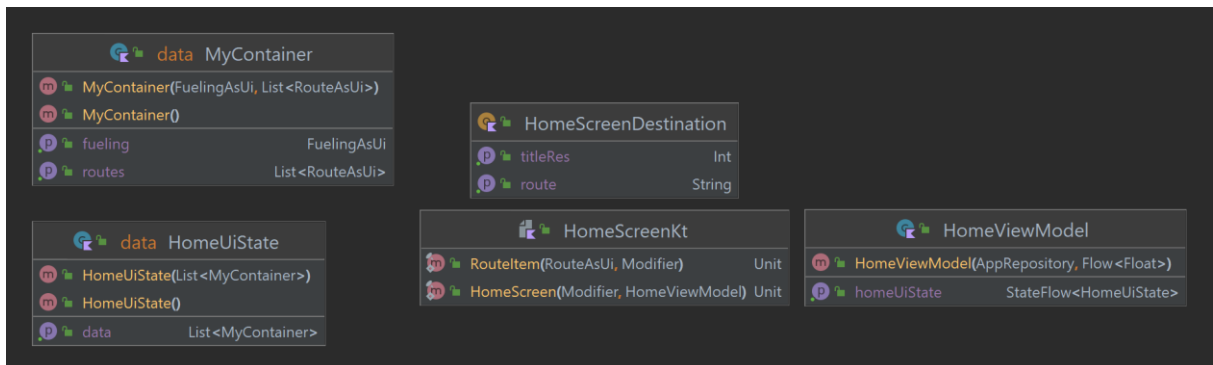 data MyContainer
MyContainer(FuelingAsUi, List<RouteAsUi>)
MyContainer()
fueling FuelingAsUi
routes List<RouteAsUi>
HomeScreenDestination
titleRes Int
route String
data HomeUiState
HomeUiState(List<MyContainer>)
HomeUiState()
data List<MyContainer>
HomeScreenKt
RouteItem(RouteAsUi, Modifier) Unit
HomeScreen(Modifier, HomeViewModel) Unit
HomeViewModel
HomeViewModel(AppRepository, Flow<Float>)
homeUiState StateFlow<HomeUiState>